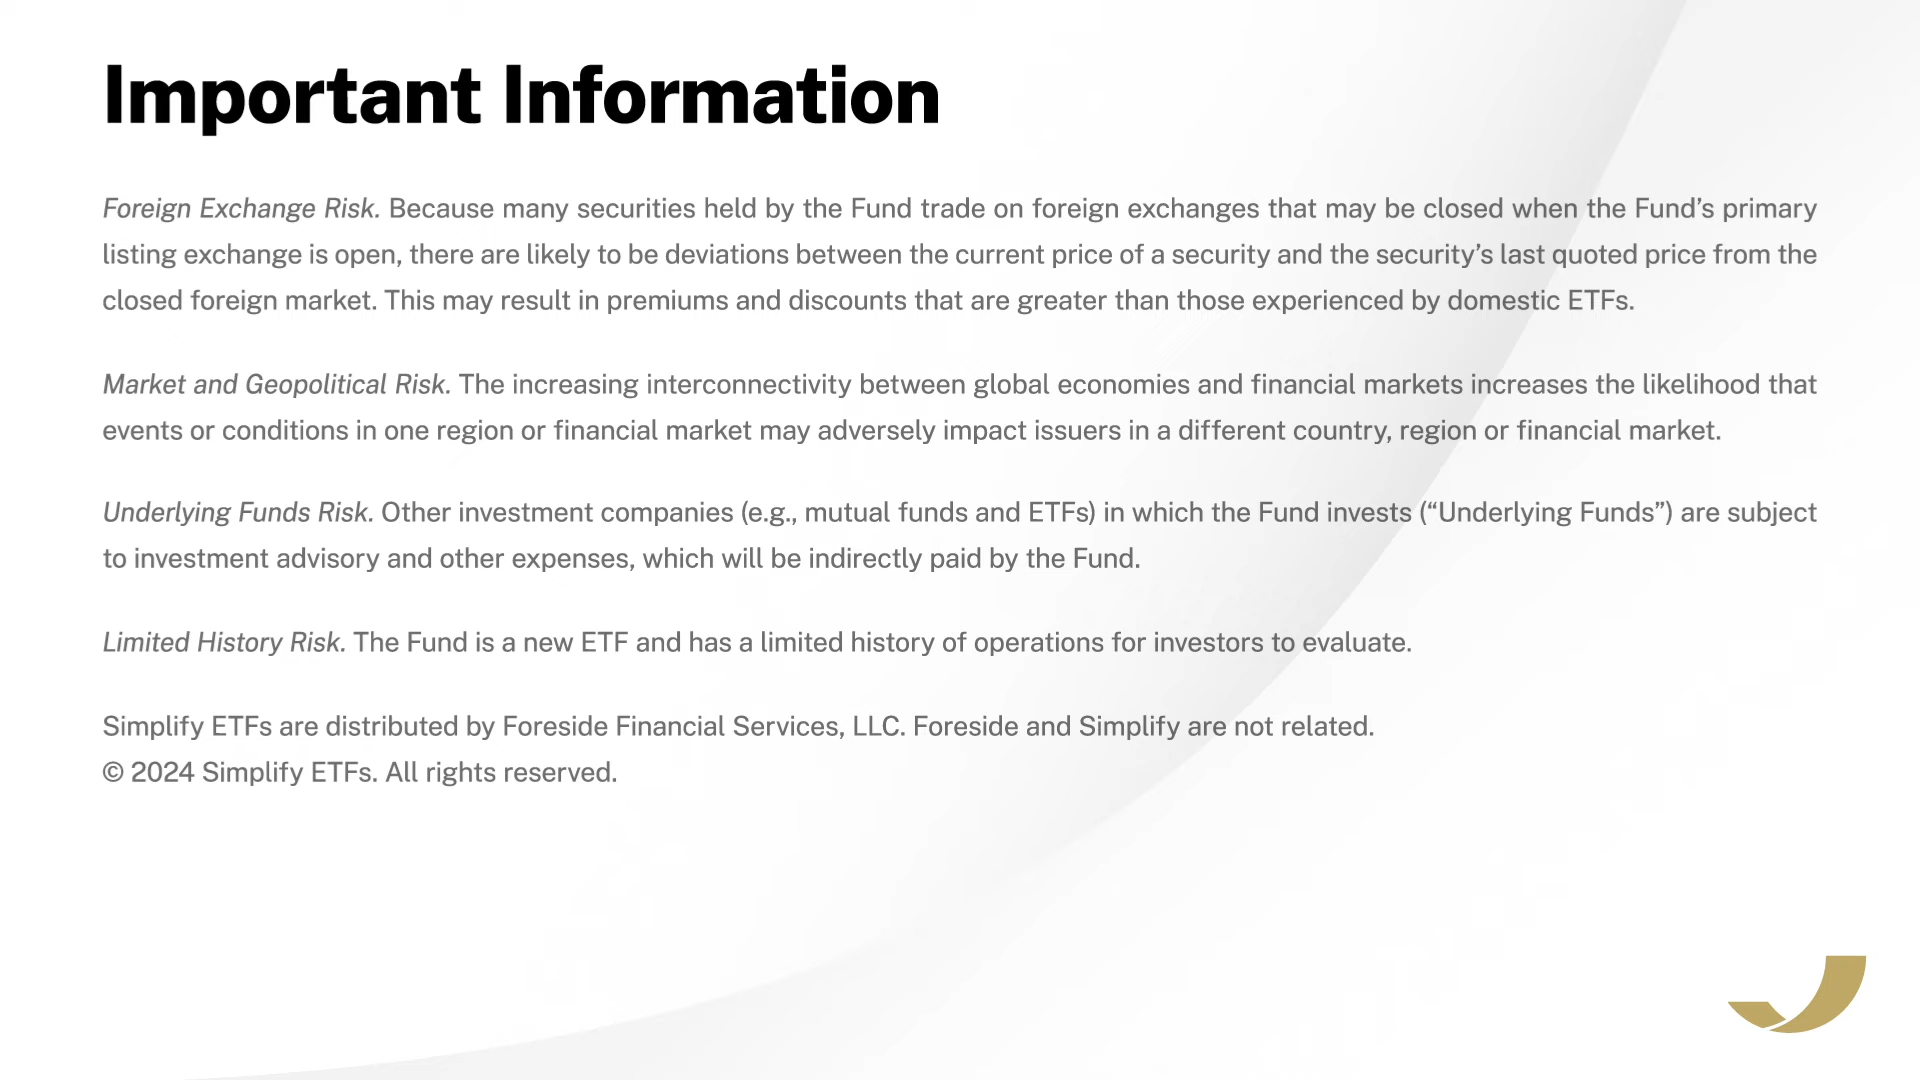 Important Information
Foreign Exchange Risk. Because many securities held by the Fund trade on foreign exchanges that may be closed when the Fund’s primary
listing exchange is open, there are likely to be deviations between the current price of a security and the security’s last quoted price from the
closed foreign market. This may result in premiums and discounts that are greater than those experienced by domestic ETFs.
Market and Geopolitical Risk. The increasing interconnectivity between global economies and financial markets increases the likelihood that
events or conditions in one region or financial market may adversely impact issuers in a different country, region or financial market.
Underlying Funds Risk. Other investment companies (e.g., mutual funds and ETFs) in which the Fund invests (“Underlying Funds”) are subject
to investment advisory and other expenses, which will be indirectly paid by the Fund.
Limited History Risk. The Fund is a new ETF and has a limited history of operations for investors to evaluate.
Simplify ETFs are distributed by Foreside Financial Services, LLC. Foreside and Simplify are not related.
© 2024 Simplify ETFs. All rights reserved.